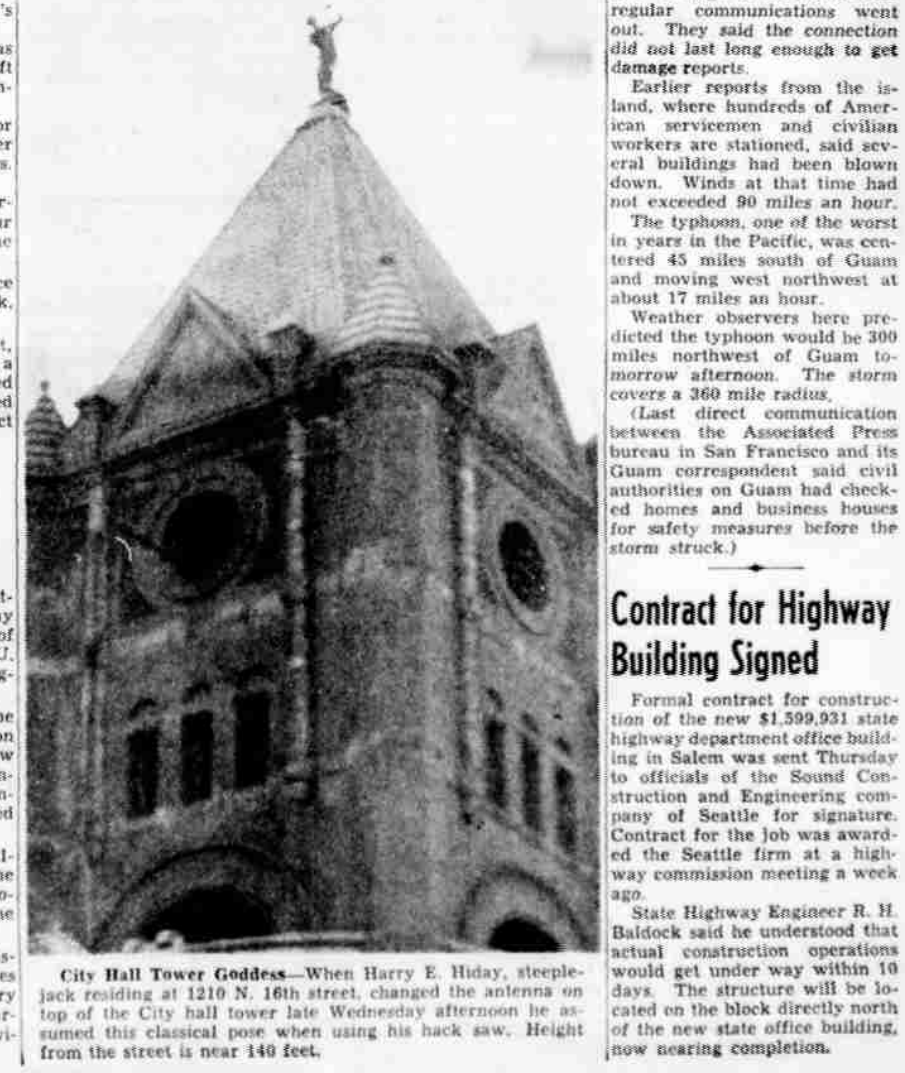 City Hall Tower Goddess—When Harry E. Hiday, steeple-
jack residing at 1210 N. 16th street, changed the antenna on
top of the City hall tower late Wednesday afternoon he as-
sumed this classical pose when using his hack saw. Height
from the street is near 140 feet.
regular communications went
out. They said the connection
did not last long enough to get
damage reports.
Earlier reports from the is-
land, where hundreds of Amer-
ican servicemen and civilian
workers are stationed, said sev-
eral buildings had been blown
down. Winds at that time had
not exceeded 90 miles an hour.
The typhoon, one of the worst
in years in the Pacific, was cen-
tered 45 miles south of Guam
and moving west northwest at
about 17 miles an hour.
Weather observers here pre-
dicted the typhoon would be 300
miles northwest of Guam to-
morrow afternoon. The storm
covers a 360 mile radius.
(Last direct communication
between the Associated Press
bureau in San Francisco and its
Guam correspondent said civil
authorities on Guam had check-
ed homes and business houses
for safety measures before the
storm struck.)
Contract for Highway
Building Signed
Formal contract for construc-
tion of the new $1,599,931 state
highway department office build-
ing in Salem was sent Thursday
to officials of the Sound Con-
struction and Engineering com-
pany of Seattle for signature.
Contract for the job was award-
ed the Seattle firm at a high-
way commission meeting a week
ago.
State Highway Engineer R. H.
Baldock said he understood that
actual construction operations
would get under way within 10
days. The structure will be lo-
cated on the block directly north
of the new state office building,
now nearing completion.